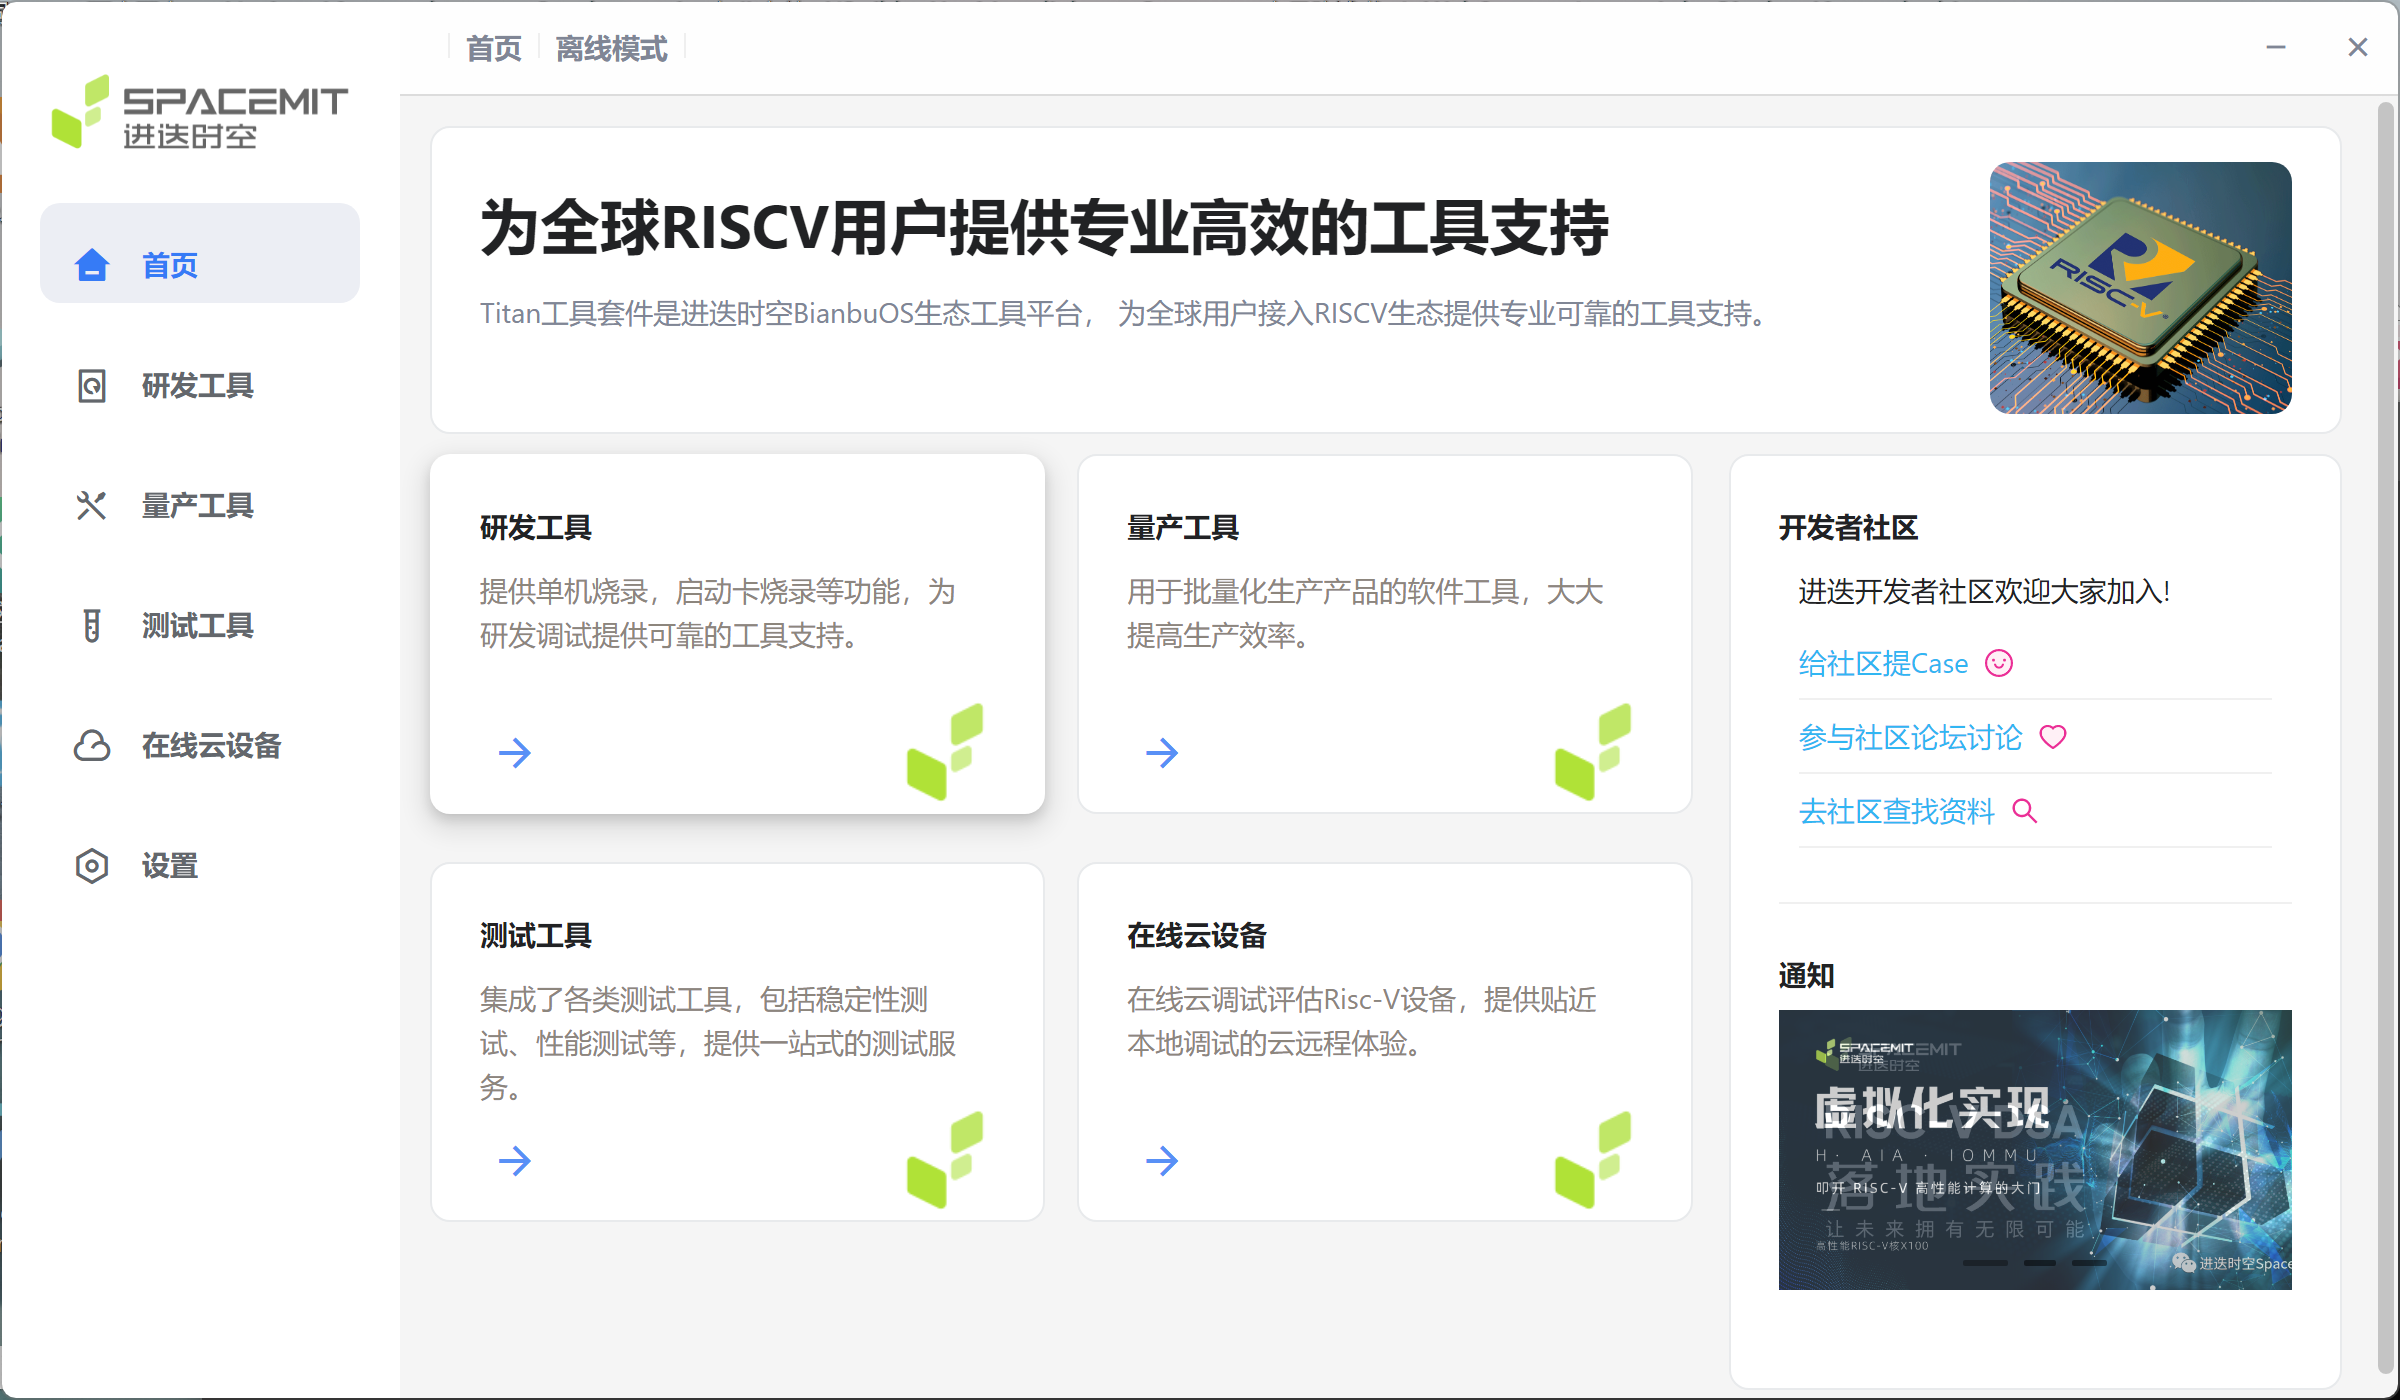 首页
离线模式
SPACEMIT
进迭时空
首页
研发工具
量产工具
测试工具
在线云设备
设置
为全球RISCV用户提供专业高效的工具支持
Titan工具套件是进迭时空BianbuOS生态工具平台， 为全球用户接入RISCV生态提供专业可靠的工具支持。
RISC-V
研发工具
提供单机烧录，启动卡烧录等功能，为
研发调试提供可靠的工具支持。
量产工具
用于批量化生产产品的软件工具，大大
提高生产效率。
测试工具
集成了各类测试工具，包括稳定性测
试、性能测试等，提供一站式的测试服
务。
在线云设备
在线云调试评估Risc-V设备，提供贴近
本地调试的云远程体验。
开发者社区
进迭开发者社区欢迎大家加入!
给社区提Case
参与社区论坛讨论
去社区查找资料
通知
SPACEMIT
进迭时空
SPACEMIT
进迭时空
虚拟化实现
RISC-V DSA
H· AIA · IOMMU
落地实践
叩开 RISC-V 高性能计算的大门
让未来拥有无限可能
高性能RISC-V核X100
进迭时空Space